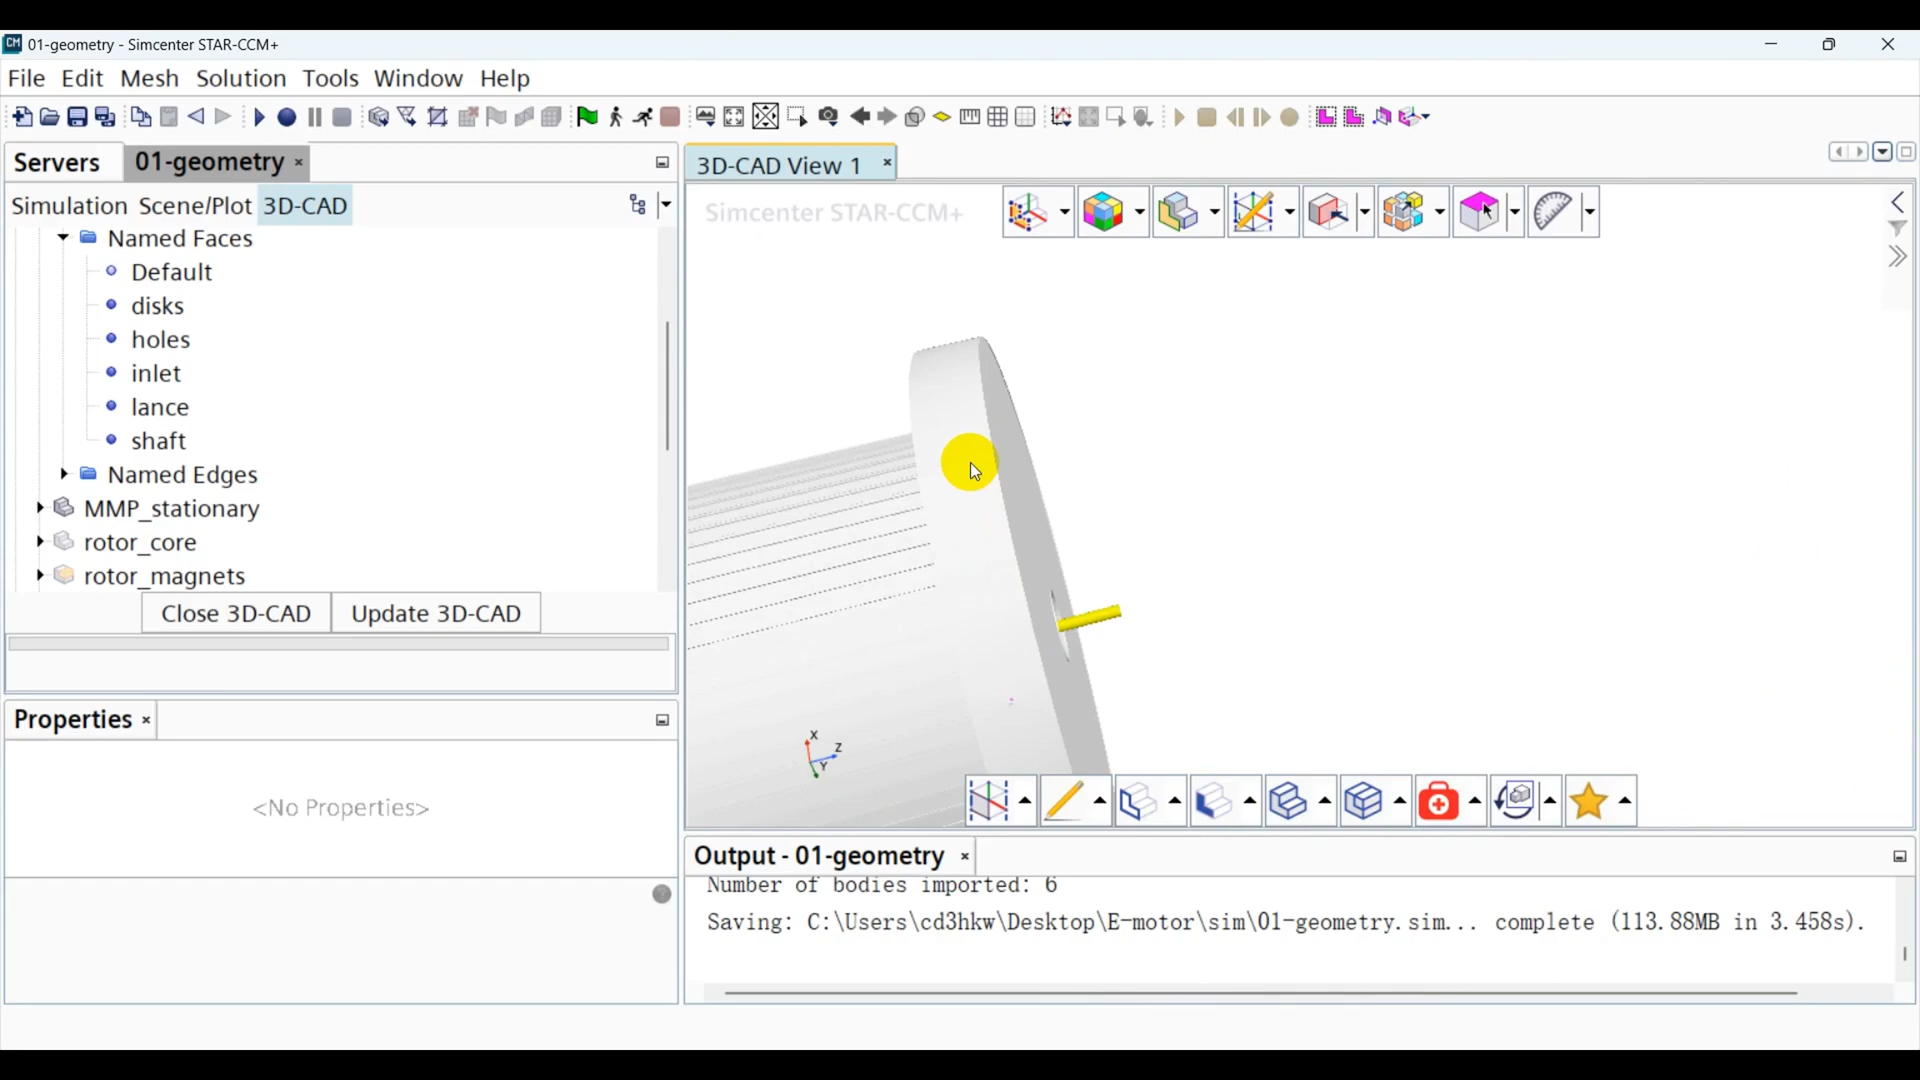 01-geometry - Simcenter STAR-CCM+
File Edit Mesh Solution Tools Window Help
Servers 01-geometry ×
3D-CAD View 1 ×
Simulation Scene/Plot 3D-CAD
Simcenter STAR-CCM+
Named Faces
Default
disks
holes
inlet
lance
shaft
Named Edges
MMP_stationary
rotor_core
rotor_magnets
Close 3D-CAD Update 3D-CAD
Properties ×
<No Properties>
X
Z
Y
Output - 01-geometry ×
Number of bodies imported: 6
Saving: C:\Users\cd3hkw\Desktop\E-motor\sim\01-geometry.sim... complete (113.88MB in 3.458s).